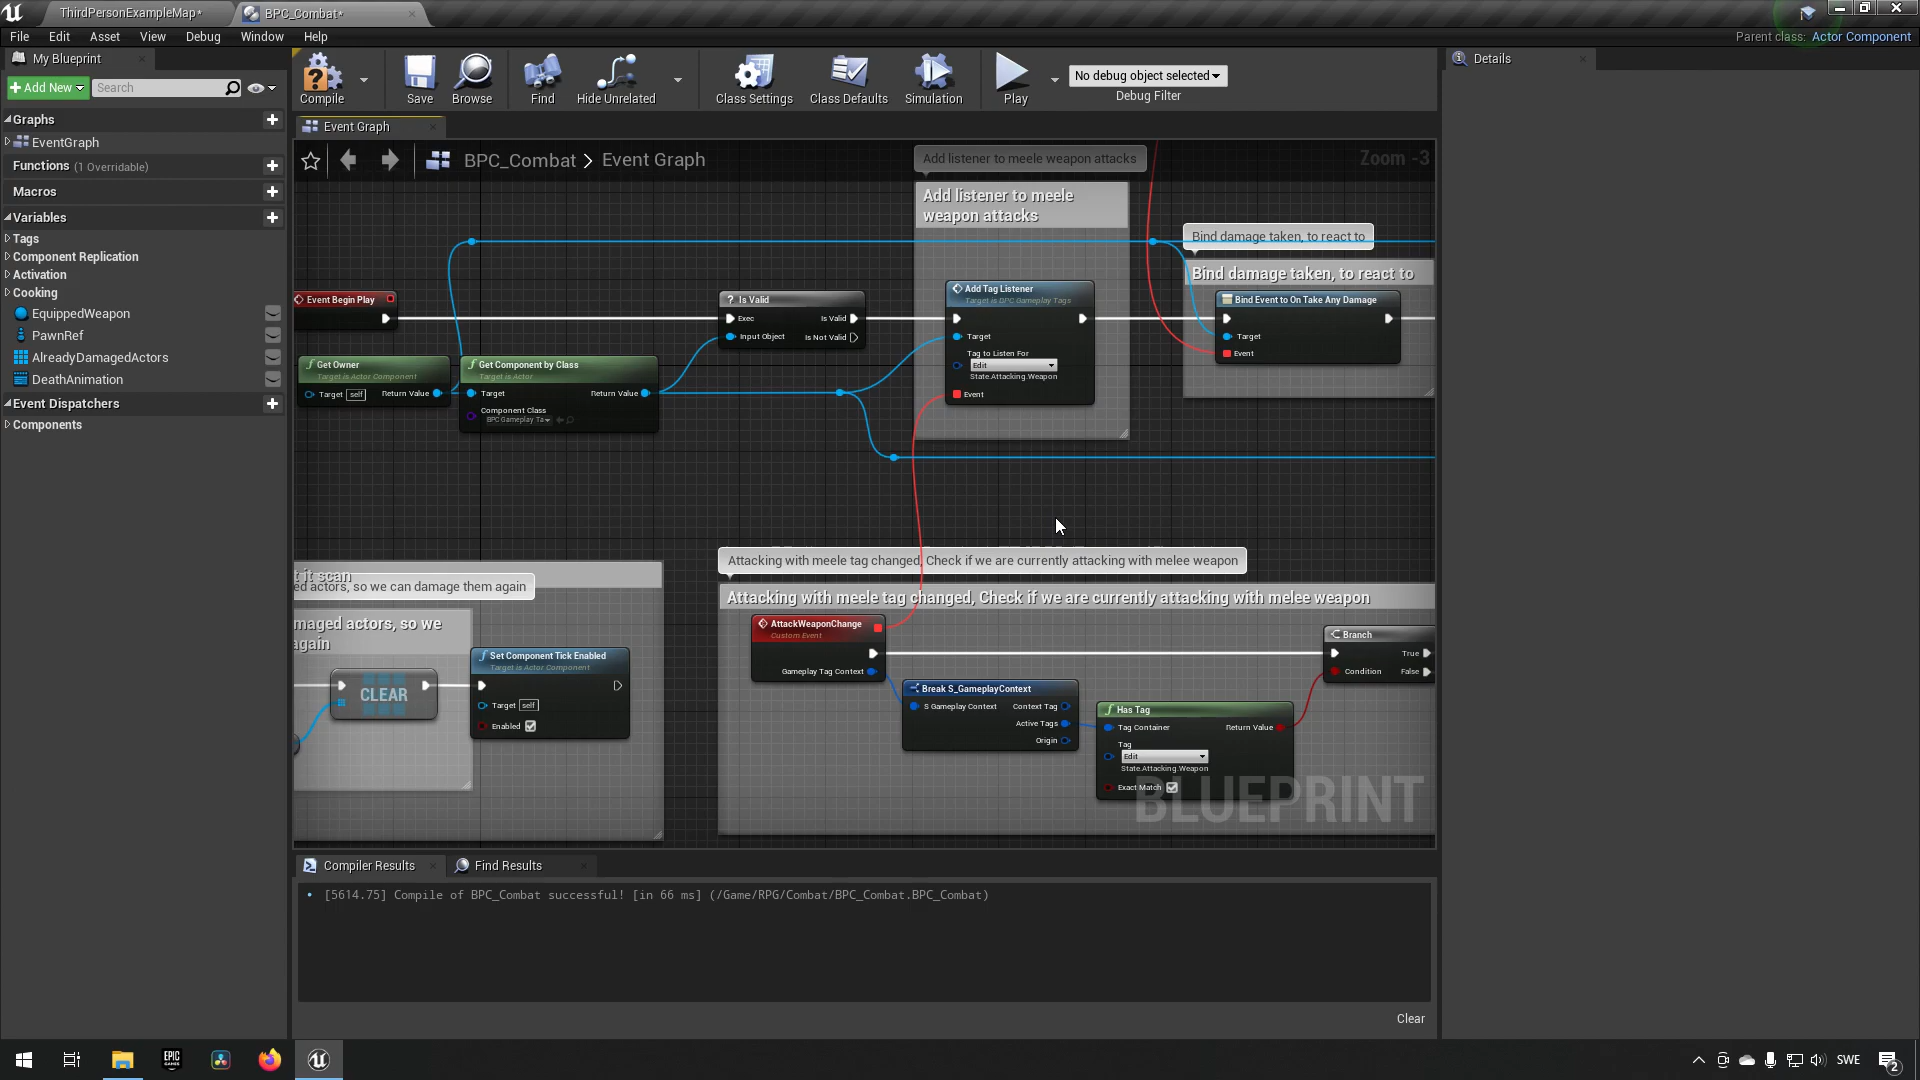 ThirdPersonExampleMap*
BPC_Combat*
File Edit Asset View Debug Window Help
Parent class: Actor Component
My Blueprint
Add New
Search
Graphs
EventGraph
Functions (1 Overridable)
Macros
Variables
Tags
Component Replication
Activation
Cooking
EquippedWeapon
PawnRef
AlreadyDamagedActors
DeathAnimation
Event Dispatchers
Components
Compile
Save
Browse
Find
Hide Unrelated
Class Settings
Class Defaults
Simulation
Play
No debug object selected
Debug Filter
Details
Event Graph
BPC_Combat > Event Graph
Zoom -3
Add listener to meele weapon attacks
Add listener to meele
weapon attacks
Bind damage taken, to react to
Bind damage taken, to react to
Event Begin Play
? Is Valid
Exec
Is Valid
Input Object
Is Not Valid
Add Tag Listener
Target is BPC Gameplay Tags
Target
Tag to Listen For
Edit
State.Attacking.Weapon
Event
Bind Event to On Take Any Damage
Target
Event
Get Owner
Target is Actor Component
Target self
Return Value
Get Component by Class
Target is Actor
Target
Return Value
Component Class
BPC Gameplay Ta
t it scan
ed actors, so we can damage them again
maged actors, so we
again
CLEAR
Set Component Tick Enabled
Target is Actor Component
Target self
Enabled
Attacking with meele tag changed, Check if we are currently attacking with melee weapon
Attacking with meele tag changed, Check if we are currently attacking with melee weapon
AttackWeaponChange
Custom Event
Gameplay Tag Context
Break S_GameplayContext
S Gameplay Context
Context Tag
Active Tags
Origin
Has Tag
Tag Container
Return Value
Tag
Edit
State.Attacking.Weapon
Exact Match
Branch
True
Condition
False
BLUEPRINT
Compiler Results
Find Results
[5614.75] Compile of BPC_Combat successful! [in 66 ms] (/Game/RPG/Combat/BPC_Combat.BPC_Combat)
Clear
EPIC
GAMES
SWE
2